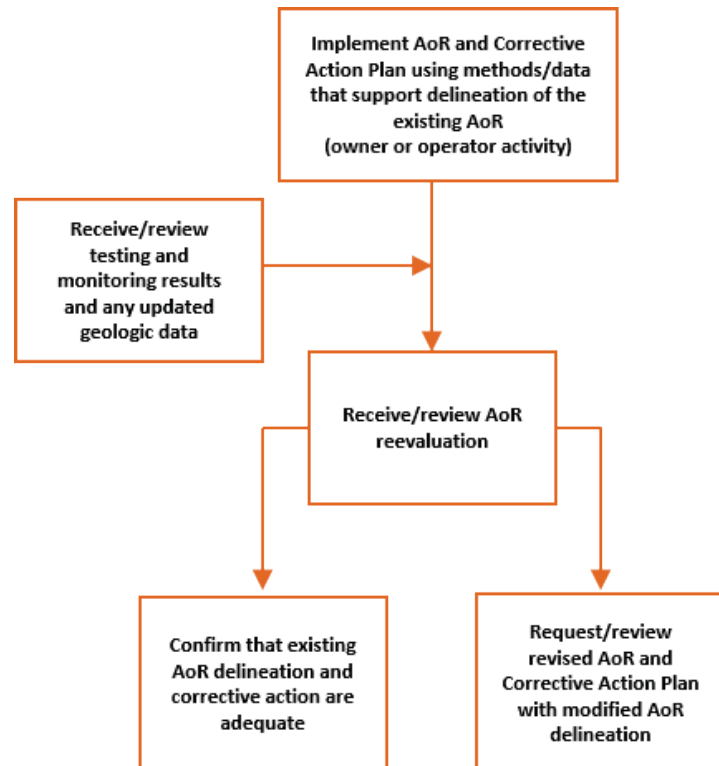 Implement AoR and Corrective
Action Plan using methods/data
that support delineation of the
existing AoR
(owner or operator activity)
Receive/review
testing and
monitoring results
and any updated
geologic data
Receive/review AoR
reevaluation
Confirm that existing
AoR delineation and
corrective action are
adequate
Request/review
revised AoR and
Corrective Action Plan
with modified AoR
delineation